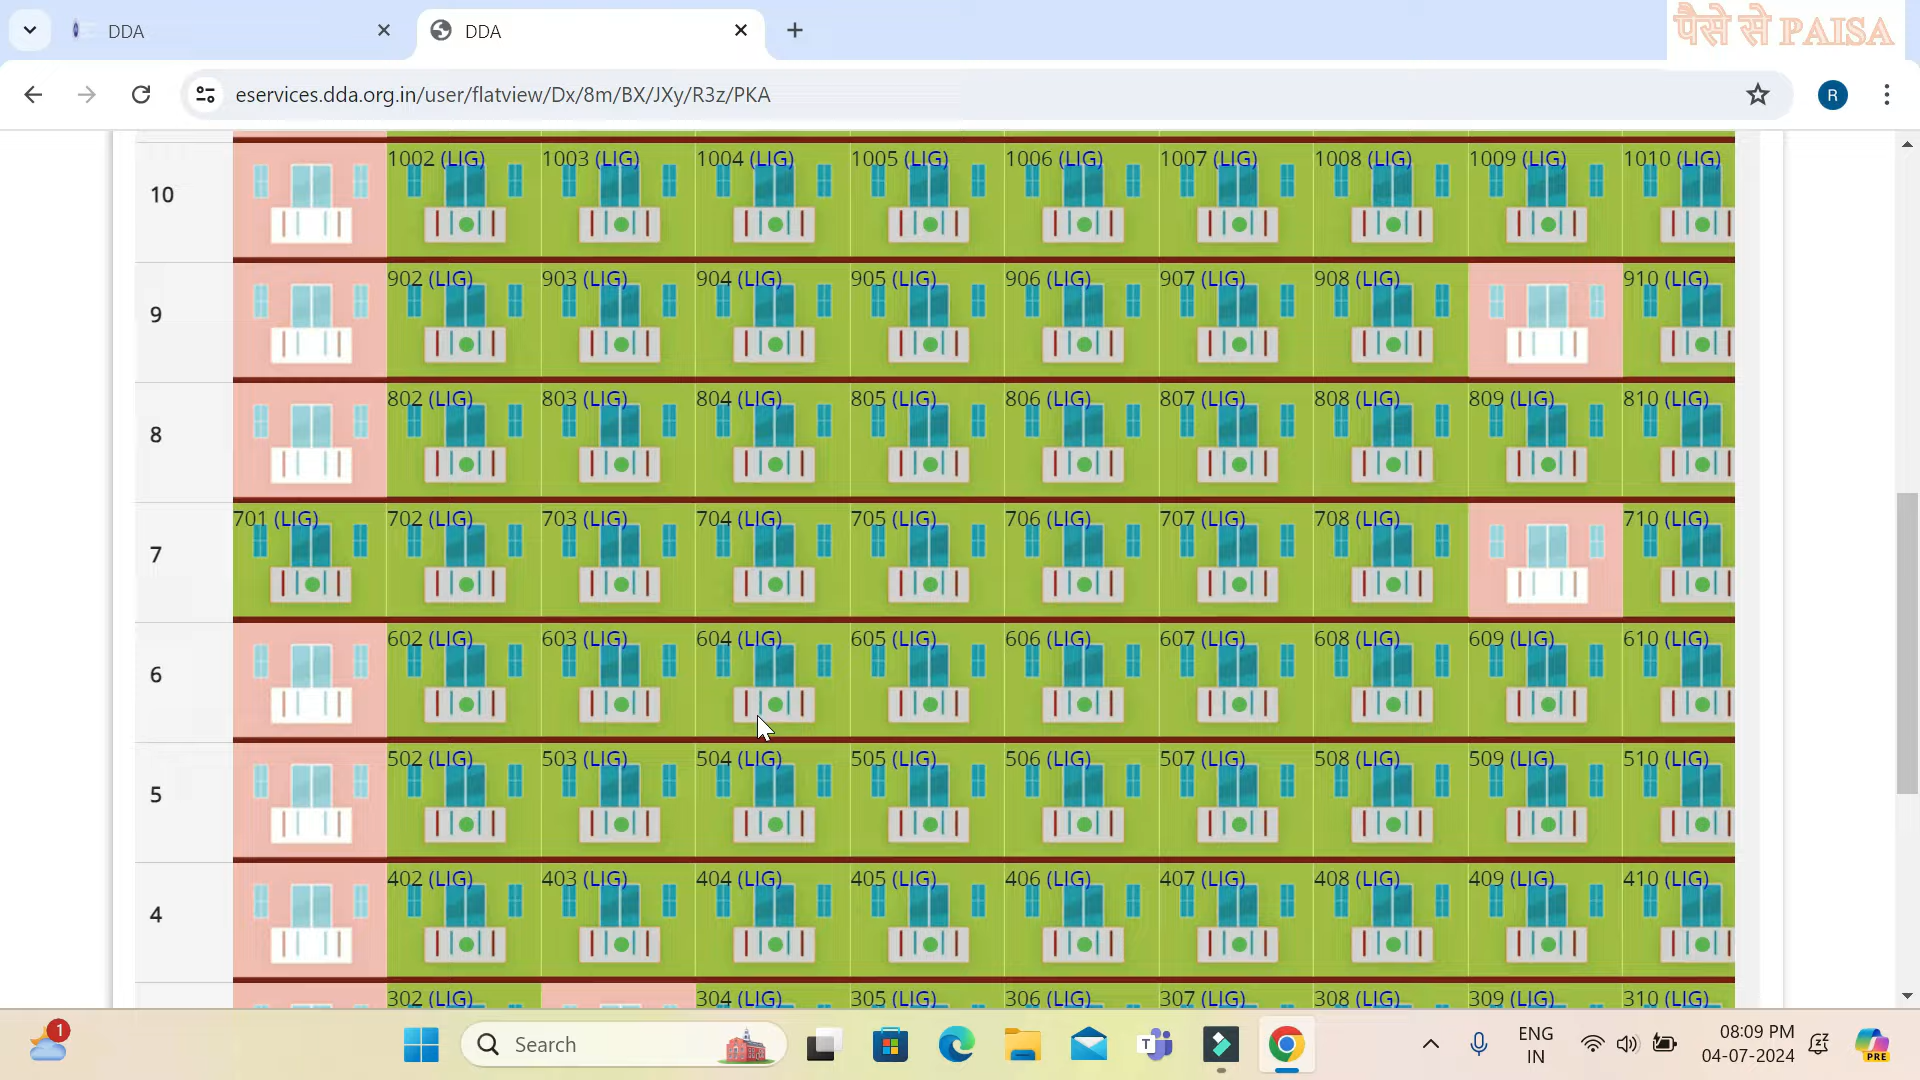 DDA
DDA
पैसे से PAISA
eservices.dda.org.in/user/flatview/Dx/8m/BX/JXy/R3z/PKA
R
10 1002 (LIG) 1003 (LIG) 1004 (LIG) 1005 (LIG) 1006 (LIG) 1007 (LIG) 1008 (LIG) 1009 (LIG) 1010 (LIG)
9 902 (LIG) 903 (LIG) 904 (LIG) 905 (LIG) 906 (LIG) 907 (LIG) 908 (LIG) 910 (LIG)
8 802 (LIG) 803 (LIG) 804 (LIG) 805 (LIG) 806 (LIG) 807 (LIG) 808 (LIG) 809 (LIG) 810 (LIG)
7 701 (LIG) 702 (LIG) 703 (LIG) 704 (LIG) 705 (LIG) 706 (LIG) 707 (LIG) 708 (LIG) 710 (LIG)
6 602 (LIG) 603 (LIG) 604 (LIG) 605 (LIG) 606 (LIG) 607 (LIG) 608 (LIG) 609 (LIG) 610 (LIG)
5 502 (LIG) 503 (LIG) 504 (LIG) 505 (LIG) 506 (LIG) 507 (LIG) 508 (LIG) 509 (LIG) 510 (LIG)
4 402 (LIG) 403 (LIG) 404 (LIG) 405 (LIG) 406 (LIG) 407 (LIG) 408 (LIG) 409 (LIG) 410 (LIG)
302 (LIG) 304 (LIG) 305 (LIG) 306 (LIG) 307 (LIG) 308 (LIG) 309 (LIG) 310 (LIG)
1
Search
ENG
IN
08:09 PM
04-07-2024
PRE